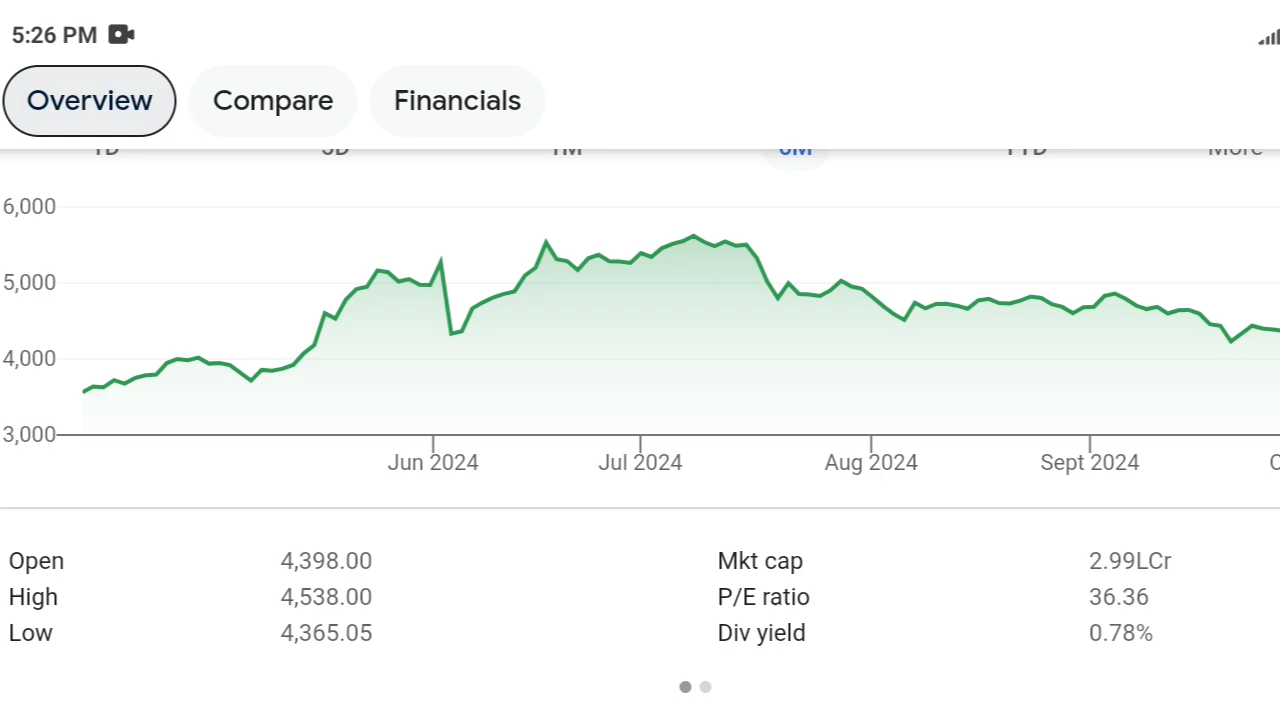 5:26 PM
Overview Compare Financials
6M
More
6,000
5,000
4,000
3,000
Jun 2024 Jul 2024 Aug 2024 Sept 2024
Open 4,398.00 Mkt cap 2.99LCr
High 4,538.00 P/E ratio 36.36
Low 4,365.05 Div yield 0.78%